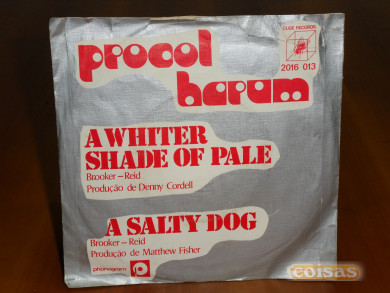 procol
harum
CUBE RECORDS
2016 013
A WHITER
SHADE OF PALE
Brooker – Reid
Produção de Denny Cordell
A SALTY DOG
Brooker – Reid
Produção de Matthew Fisher
phonogram
coisas